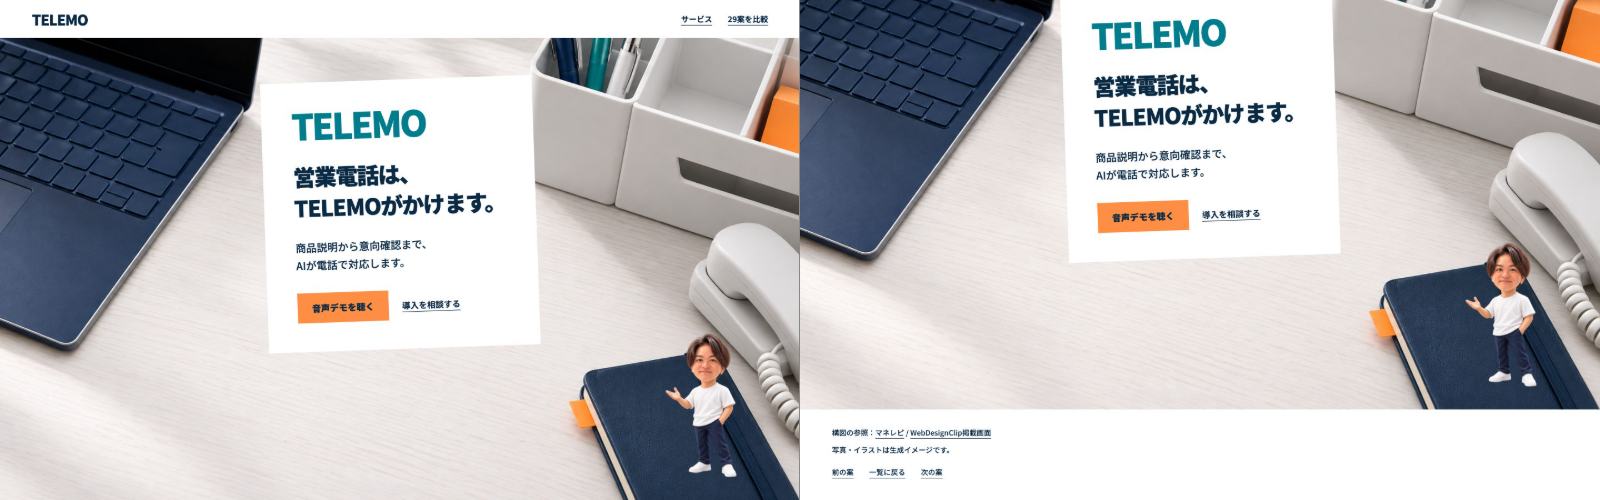 TELEMO
サービス 29案を比較
TELEMO
営業電話は、
TELEMOがかけます。
商品説明から意向確認まで、
AIが電話で対応します。
音声デモを聴く 導入を相談する
TELEMO
営業電話は、
TELEMOがかけます。
商品説明から意向確認まで、
AIが電話で対応します。
音声デモを聴く 導入を相談する
構図の参照：マネレピ / WebDesignClip掲載画面
写真・イラストは生成イメージです。
前の案 一覧に戻る 次の案